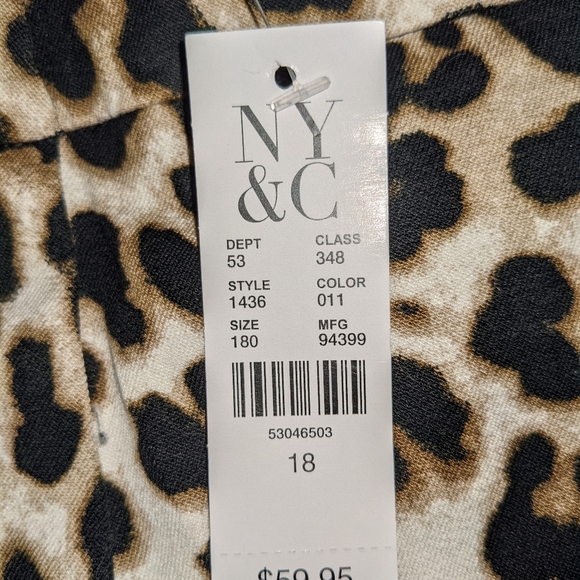 NY
&C
DEPT CLASS
53 348
STYLE COLOR
1436 011
SIZE MFG
180 94399
53046503
18
$59.95